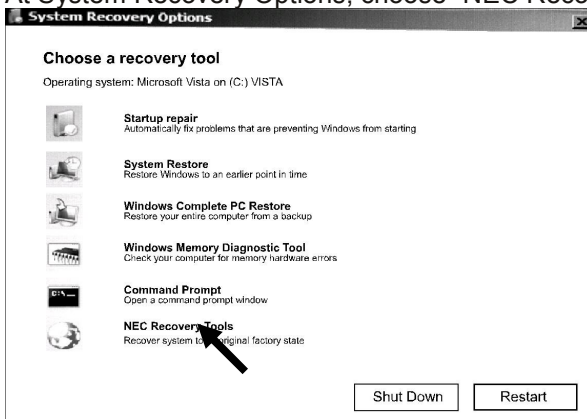 At System Recovery Options, choose "NEC Reco
System Recovery Options
Choose a recovery tool
Operating system: Microsoft Vista on (C:) VISTA
Startup repair
Automatically fix problems that are preventing Windows from starting
System Restore
Restore Windows to an earlier point in time
Windows Complete PC Restore
Restore your entire computer from a backup
Windows Memory Diagnostic Tool
Check your computer for memory hardware errors
C:\_
Command Prompt
Open a command prompt window
NEC Recovery Tools
Recover system to original factory state
Shut Down Restart